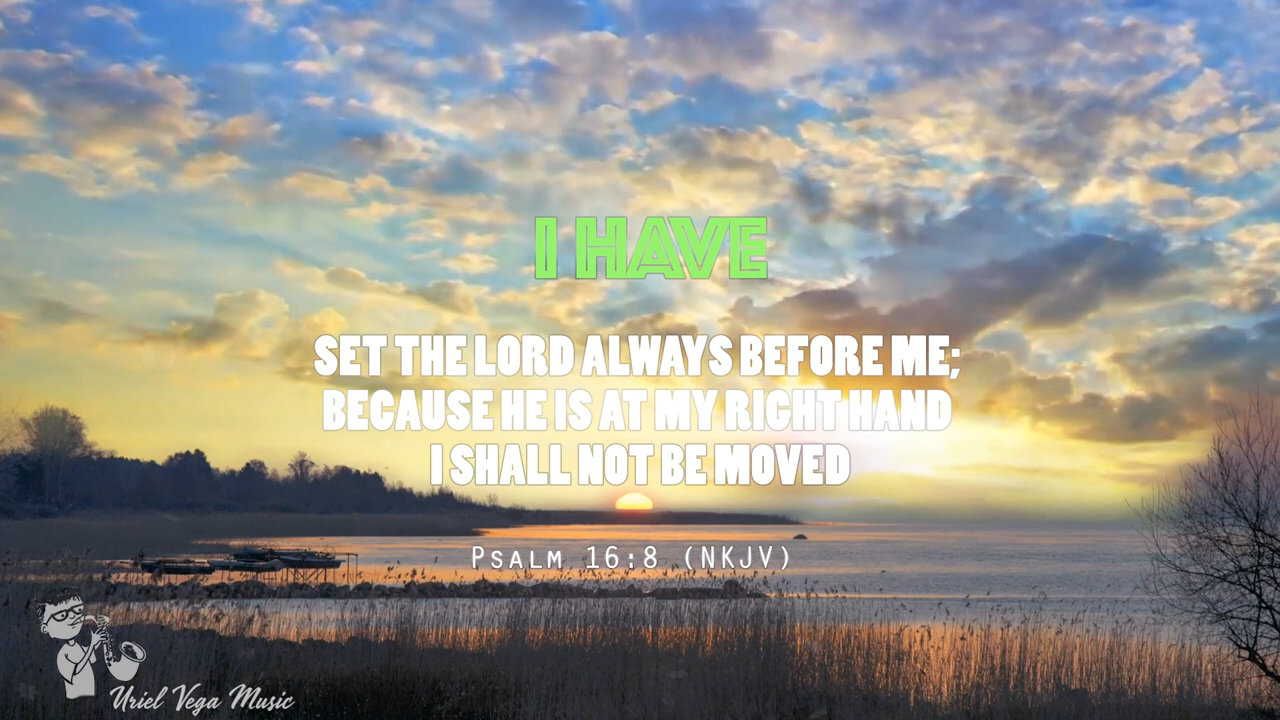 I HAVE
SET THE LORD ALWAYS BEFORE ME;
BECAUSE HE IS AT MY RIGHT HAND
I SHALL NOT BE MOVED
Psalm 16:8 (NKJV)
Uriel Vega Music